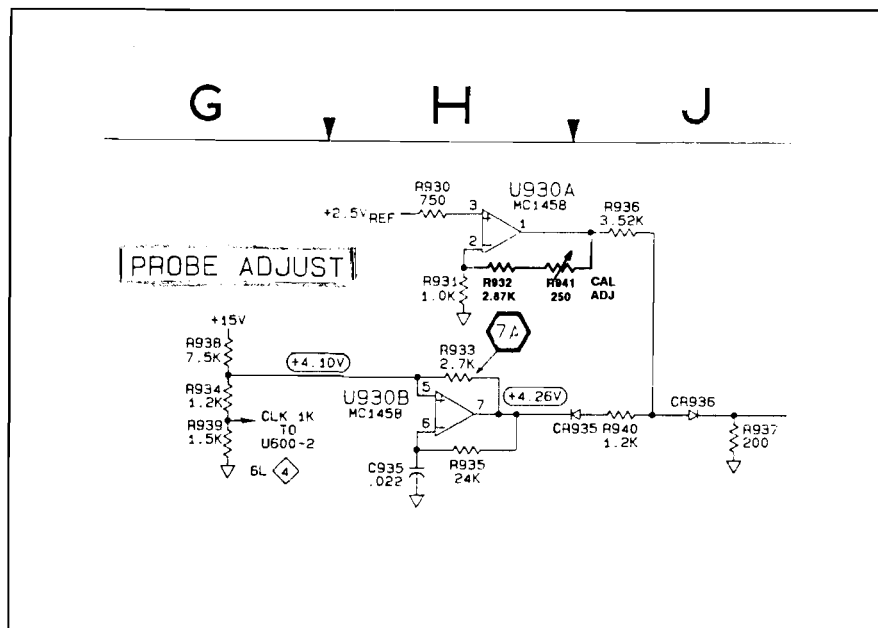 G H J
U930A
MC1458
R930
750
R936
3.52K
+2.5V REF
3
2
1
PROBE ADJUST
R931
1.0K
R932
2.87K
R941
250
CAL
ADJ
+15V
R938
7.5K
+4.10V
R933
2.7K
7A
R934
1.2K
U930B
MC1458
5
6
7
+4.26V
CR936
CLK 1K
TO
U600-2
R939
1.5K
CR935
R940
1.2K
R937
200
6L 4
C935
.022
R935
24K